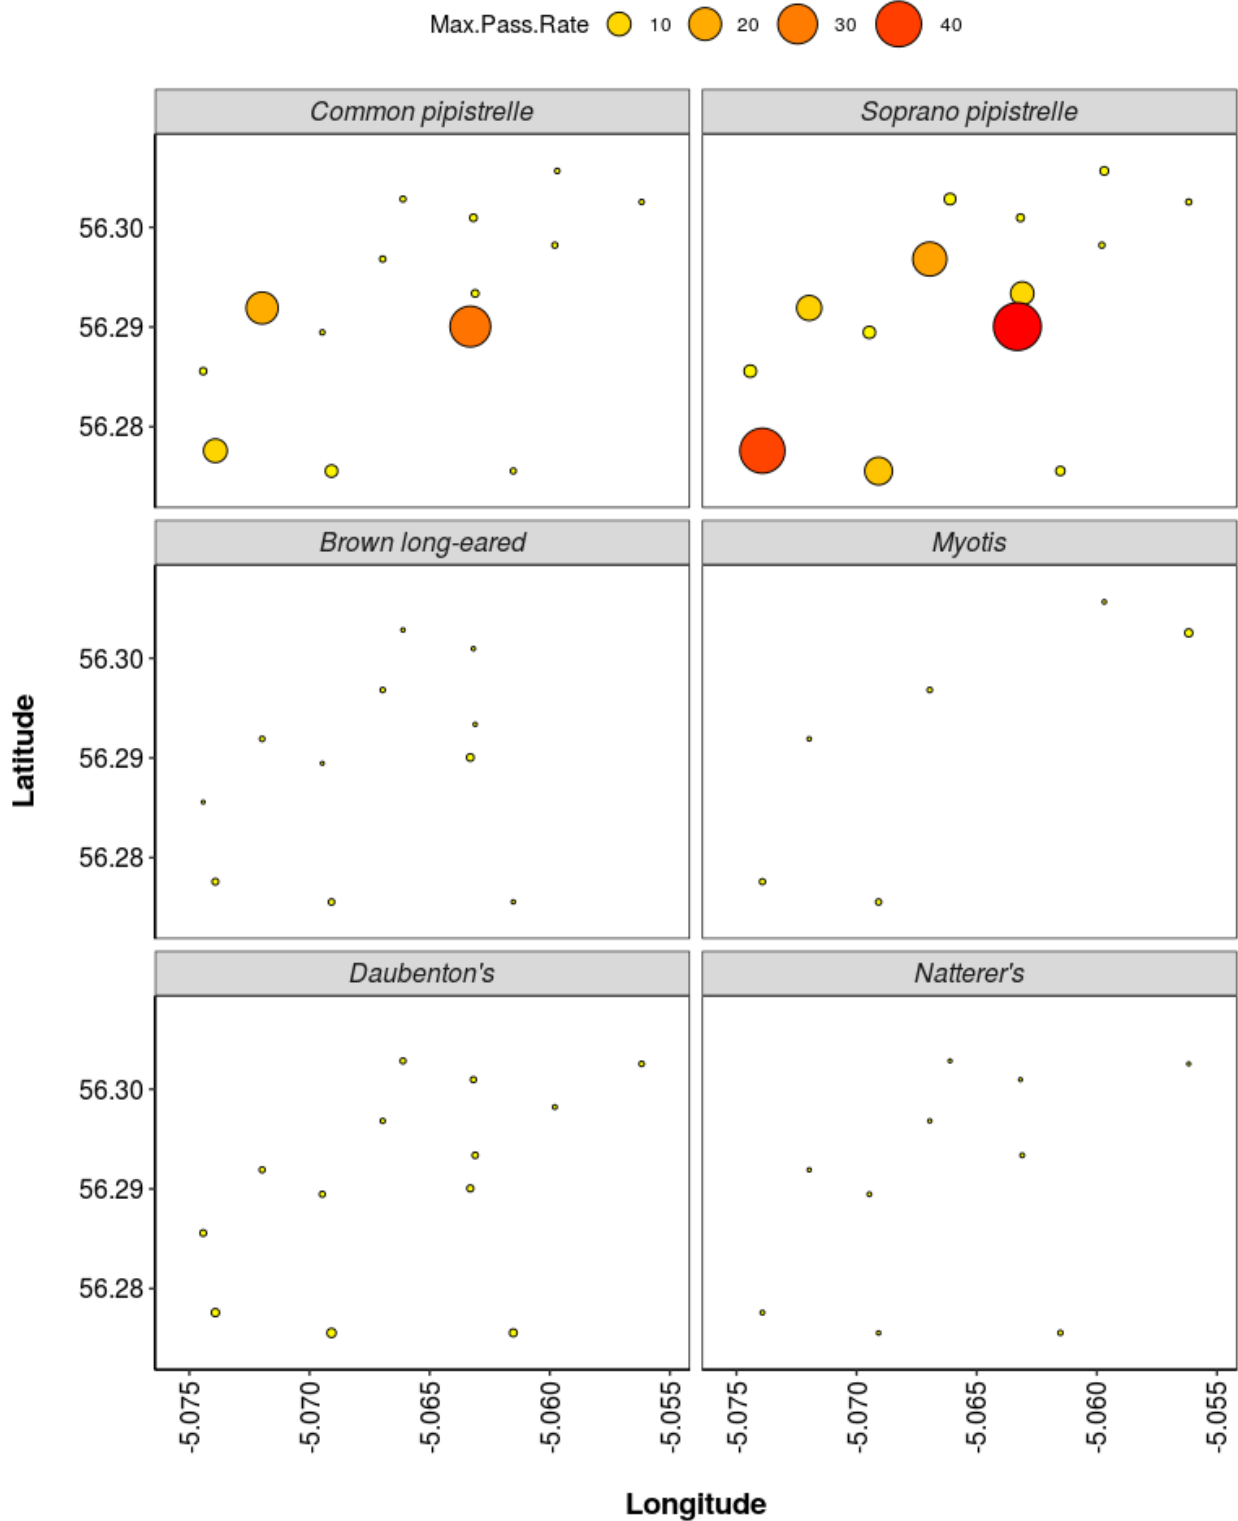 Max.Pass.Rate 10 20 30 40
Common pipistrelle Soprano pipistrelle
56.30
56.29
56.28
Brown long-eared Myotis
56.30
56.29
56.28
Latitude
Daubenton's Natterer's
56.30
56.29
56.28
-5.075 -5.070 -5.065 -5.060 -5.055 -5.075 -5.070 -5.065 -5.060 -5.055
Longitude